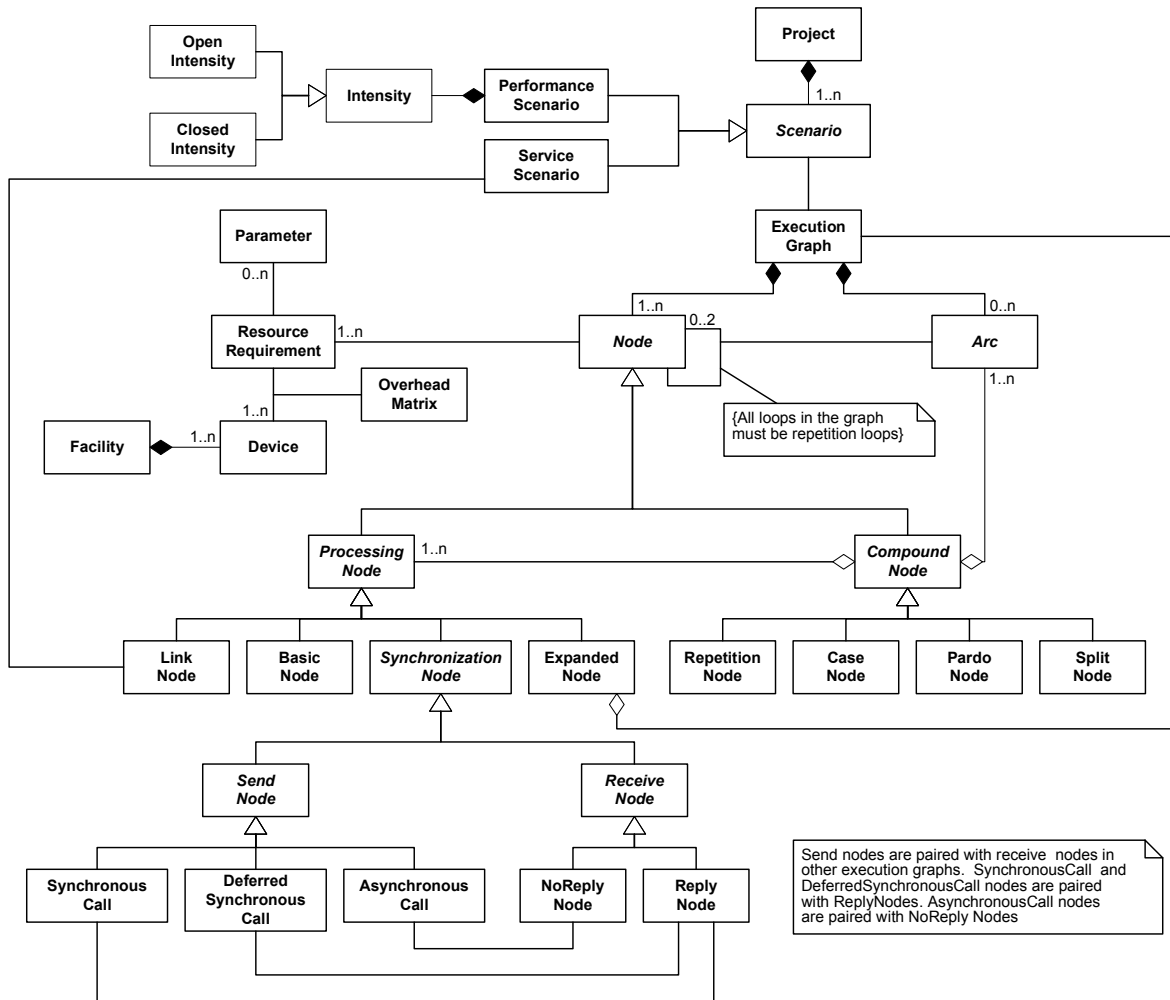 Project
Open
Intensity
Intensity
Performance
Scenario
1..n
Closed
Intensity
Scenario
Service
Scenario
Parameter
Execution
Graph
0..n
1..n
0..2
0..n
Resource
Requirement
1..n
Node
Arc
1..n
Overhead
Matrix
1..n
{All loops in the graph
must be repetition loops}
Facility
1..n
Device
Processing
Node
1..n
Compound
Node
Link
Node
Basic
Node
Synchronization
Node
Expanded
Node
Repetition
Node
Case
Node
Pardo
Node
Split
Node
Send
Node
Receive
Node
Synchronous
Call
Deferred
Synchronous
Call
Asynchronous
Call
NoReply
Node
Reply
Node
Send nodes are paired with receive nodes in
other execution graphs. SynchronousCall and
DeferredSynchronousCall nodes are paired
with ReplyNodes. AsynchronousCall nodes
are paired with NoReply Nodes